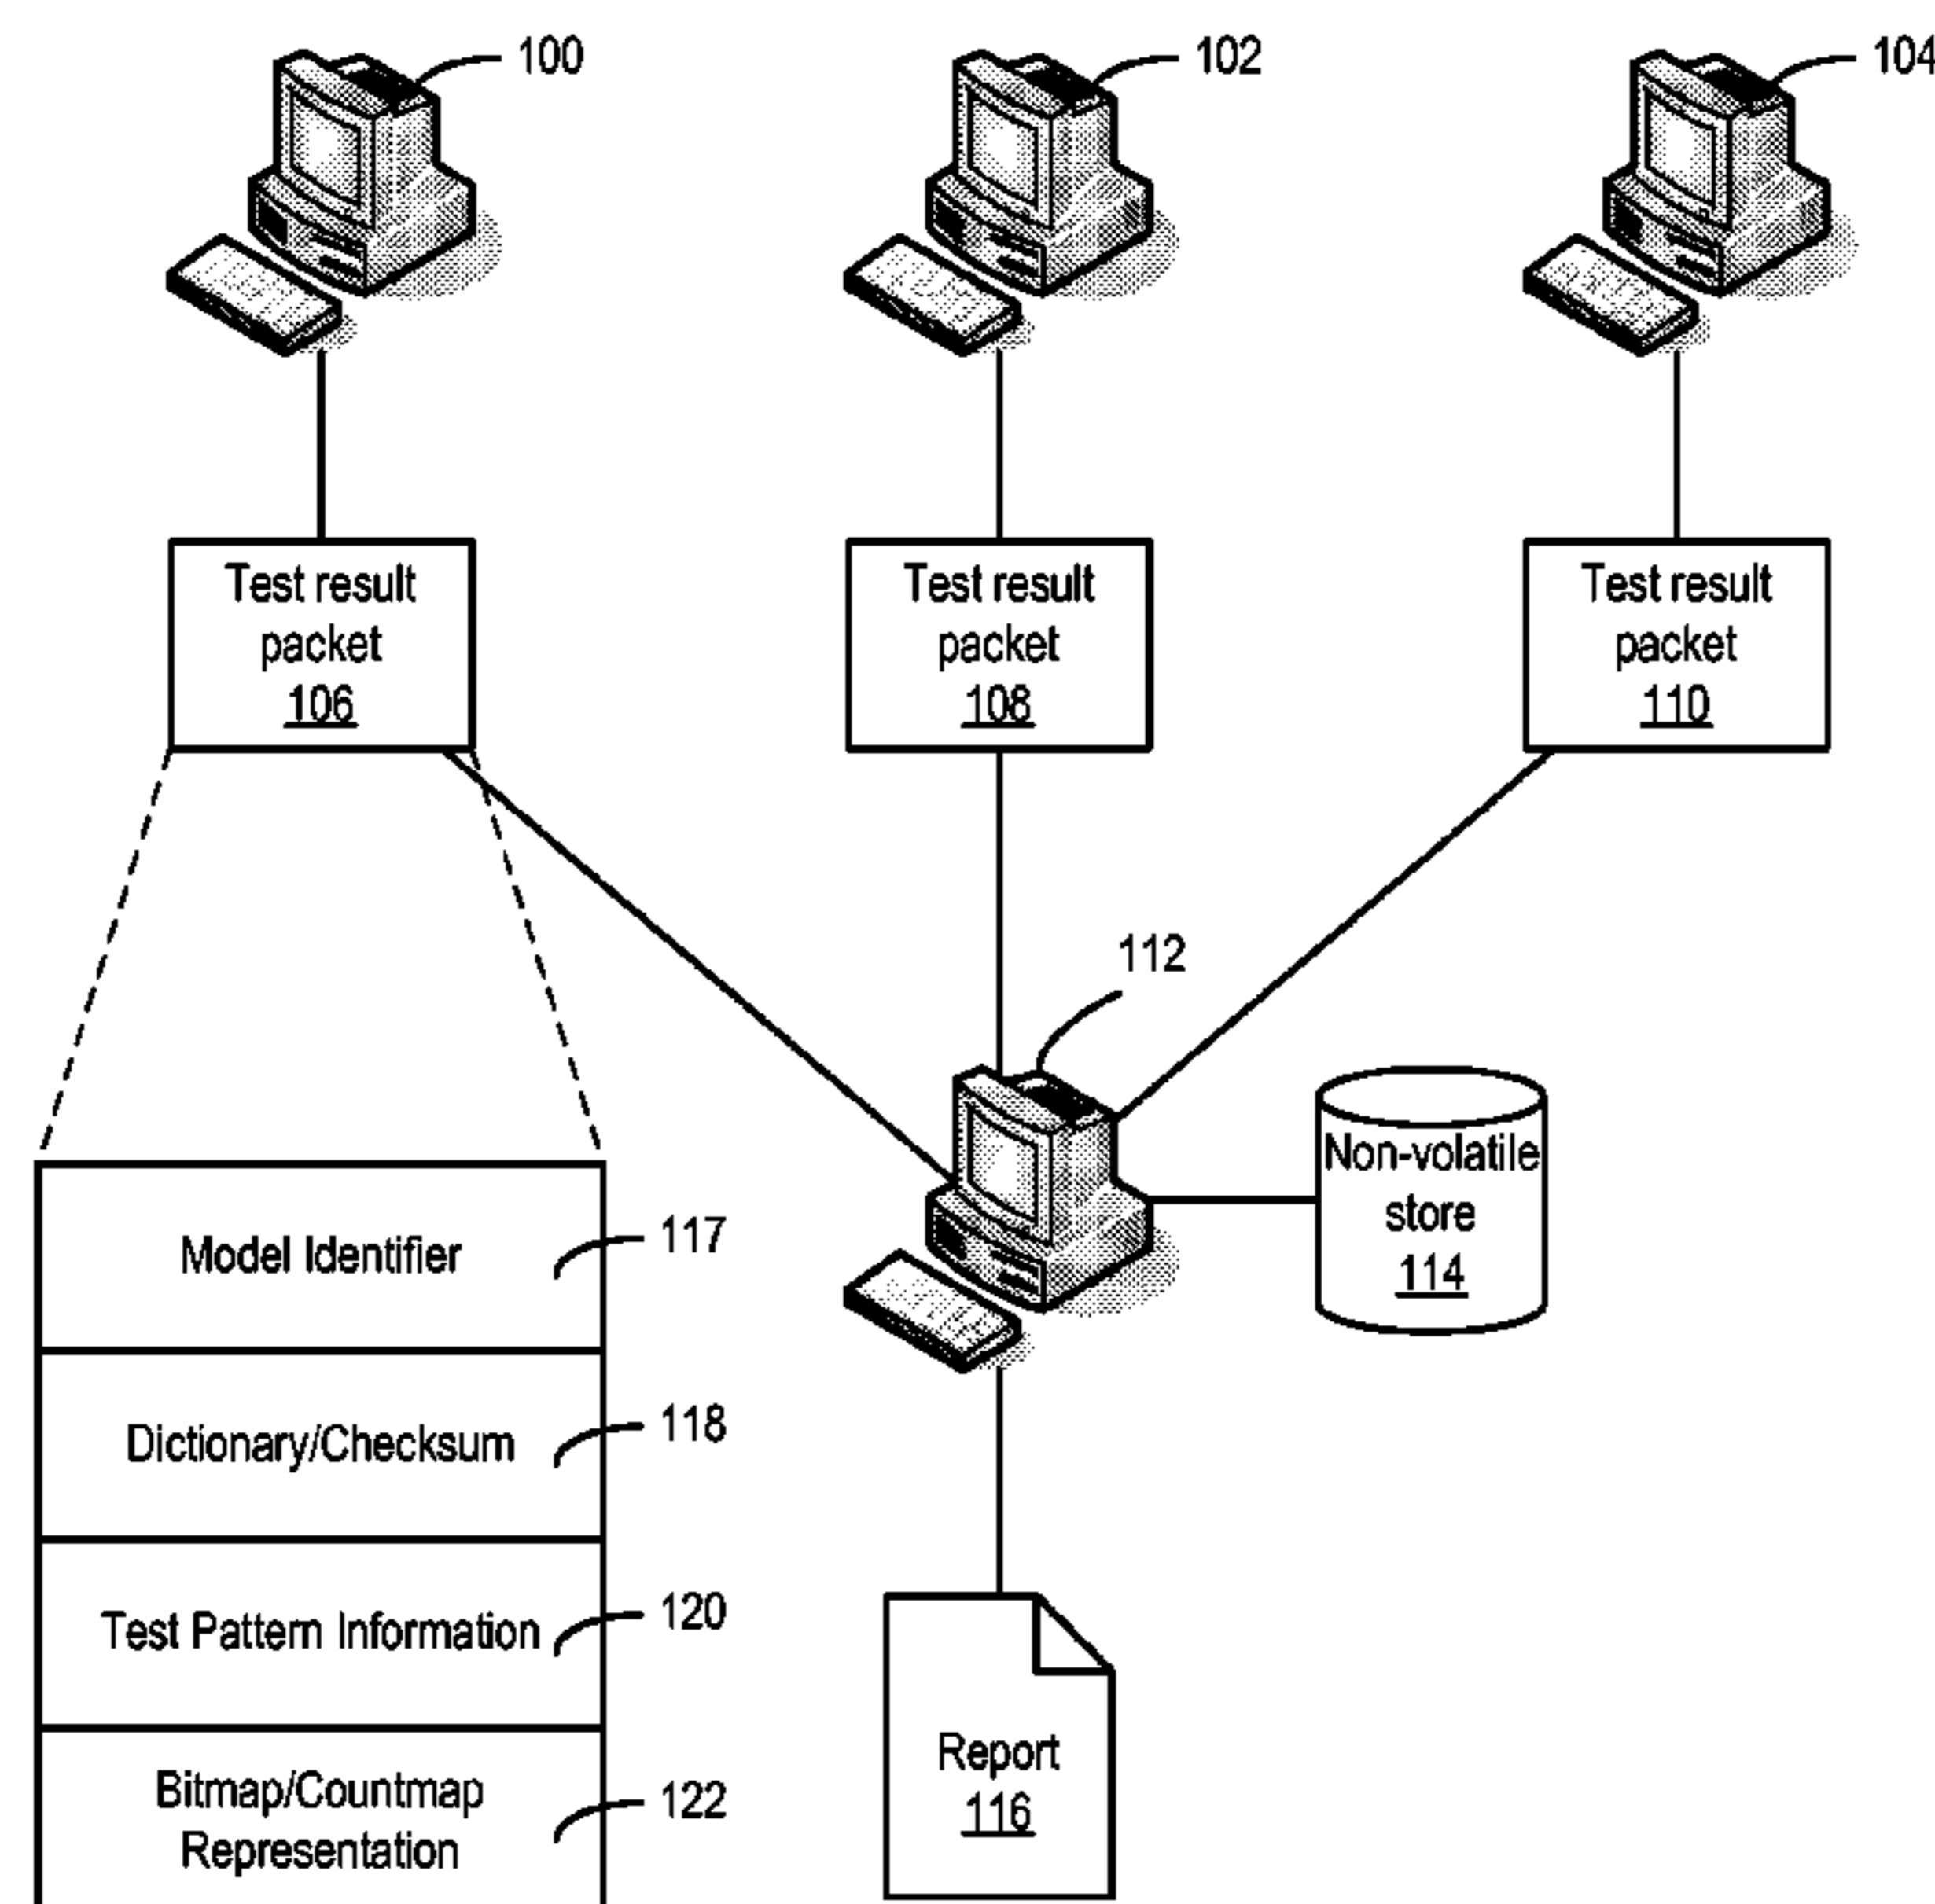 100
102
104
Test result
packet
106
Test result
packet
108
Test result
packet
110
112
Non-volatile
store
114
Model Identifier
117
Dictionary/Checksum
118
Test Pattern Information
120
Bitmap/Countmap
Representation
122
Report
116